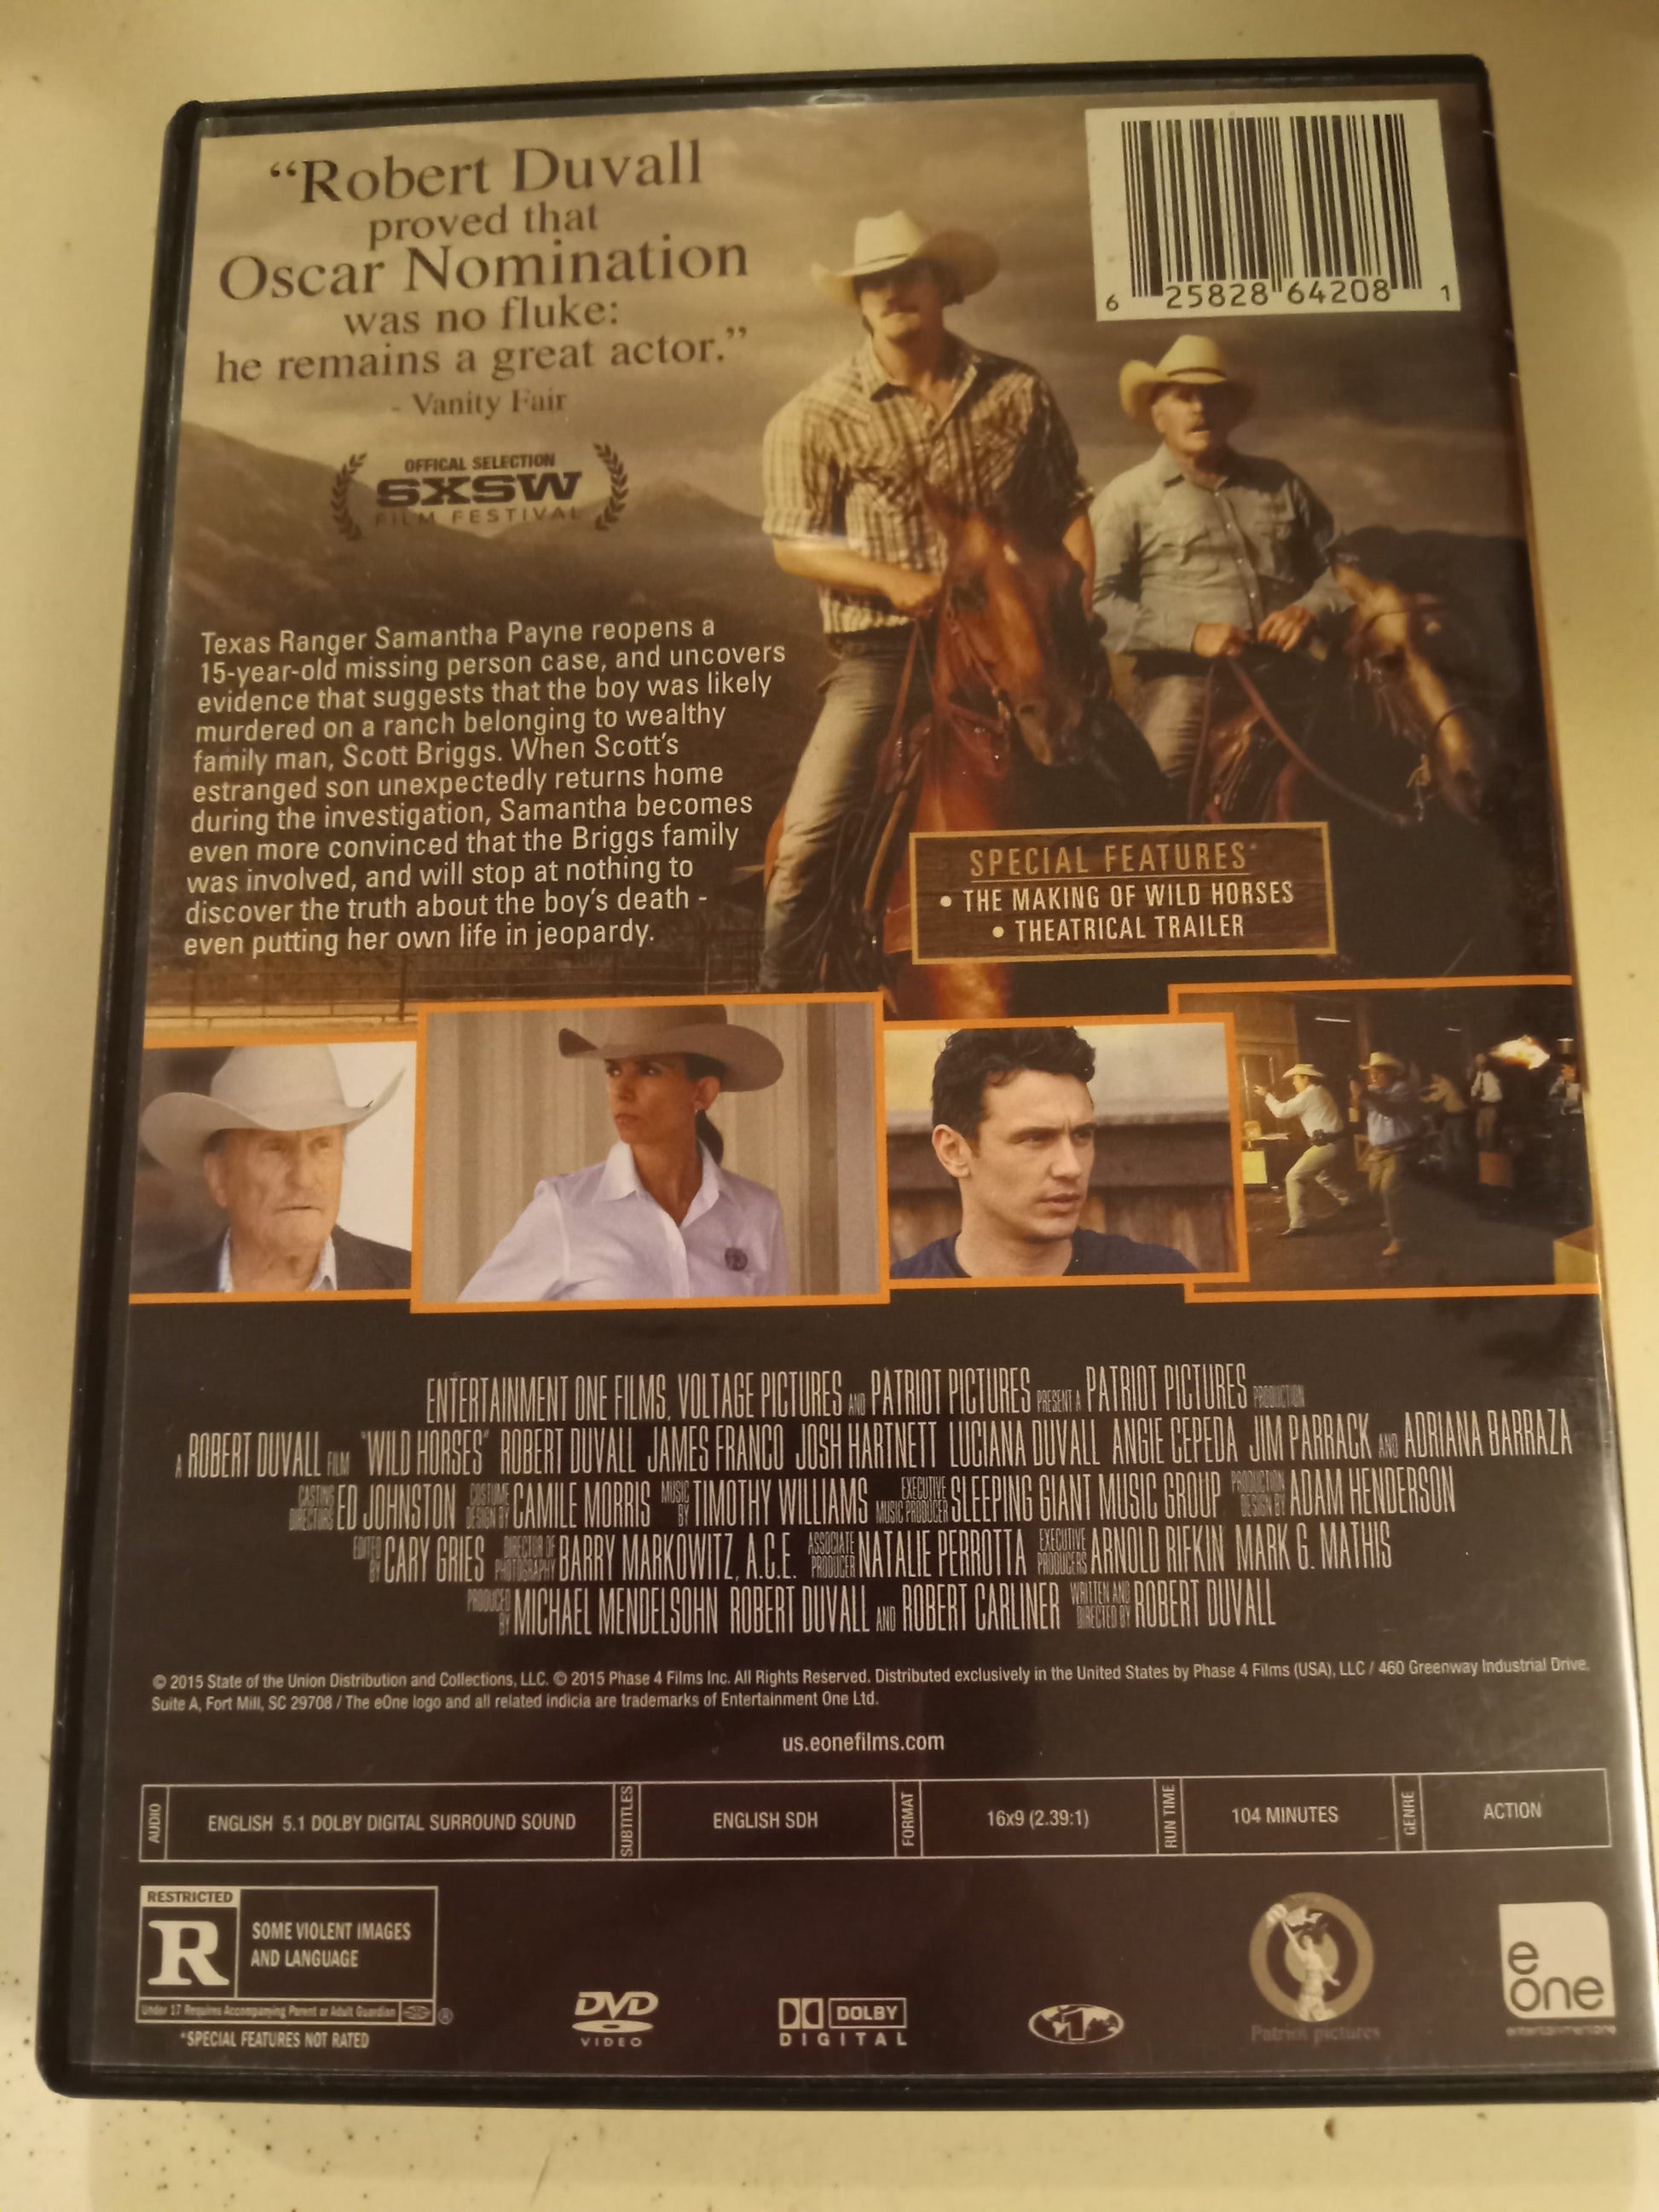 “Robert Duvall
proved that
Oscar Nomination
was no fluke:
he remains a great actor.”
- Vanity Fair
OFFICAL SELECTION
SXSW
FILM FESTIVAL
6 25828 64208 1
Texas Ranger Samantha Payne reopens a
15-year-old missing person case, and uncovers
evidence that suggests that the boy was likely
murdered on a ranch belonging to wealthy
family man, Scott Briggs. When Scott’s
estranged son unexpectedly returns home
during the investigation, Samantha becomes
even more convinced that the Briggs family
was involved, and will stop at nothing to
discover the truth about the boy’s death -
even putting her own life in jeopardy.
SPECIAL FEATURES*
• THE MAKING OF WILD HORSES
• THEATRICAL TRAILER
ENTERTAINMENT ONE FILMS, VOLTAGE PICTURES AND PATRIOT PICTURES PRESENT A PATRIOT PICTURES PRODUCTION
A ROBERT DUVALL FILM "WILD HORSES" ROBERT DUVALL JAMES FRANCO JOSH HARTNETT LUCIANA DUVALL ANGIE CEPEDA JIM PARRACK AND ADRIANA BARRAZA
CASTING DIRECTORS ED JOHNSTON COSTUME DESIGN BY CAMILE MORRIS MUSIC BY TIMOTHY WILLIAMS EXECUTIVE MUSIC PRODUCER SLEEPING GIANT MUSIC GROUP PRODUCTION DESIGN BY ADAM HENDERSON
EDITED BY CARY GRIES DIRECTOR OF PHOTOGRAPHY BARRY MARKOWITZ, A.C.E. ASSOCIATE PRODUCER NATALIE PERROTTA EXECUTIVE PRODUCERS ARNOLD RIFKIN MARK G. MATHIS
PRODUCED BY MICHAEL MENDELSOHN ROBERT DUVALL AND ROBERT CARLINER WRITTEN AND DIRECTED BY ROBERT DUVALL
© 2015 State of the Union Distribution and Collections, LLC. © 2015 Phase 4 Films Inc. All Rights Reserved. Distributed exclusively in the United States by Phase 4 Films (USA), LLC / 460 Greenway Industrial Drive,
Suite A, Fort Mill, SC 29708 / The eOne logo and all related indicia are trademarks of Entertainment One Ltd.
us.eonefilms.com
AUDIO ENGLISH 5.1 DOLBY DIGITAL SURROUND SOUND SUBTITLES ENGLISH SDH FORMAT 16x9 (2.39:1) RUN TIME 104 MINUTES GENRE ACTION
RESTRICTED
R
SOME VIOLENT IMAGES
AND LANGUAGE
Under 17 Requires Accompanying Parent or Adult Guardian ®
*SPECIAL FEATURES NOT RATED
DVD
VIDEO
DOLBY
DIGITAL
1
Patriot pictures
e
one
entertainment one